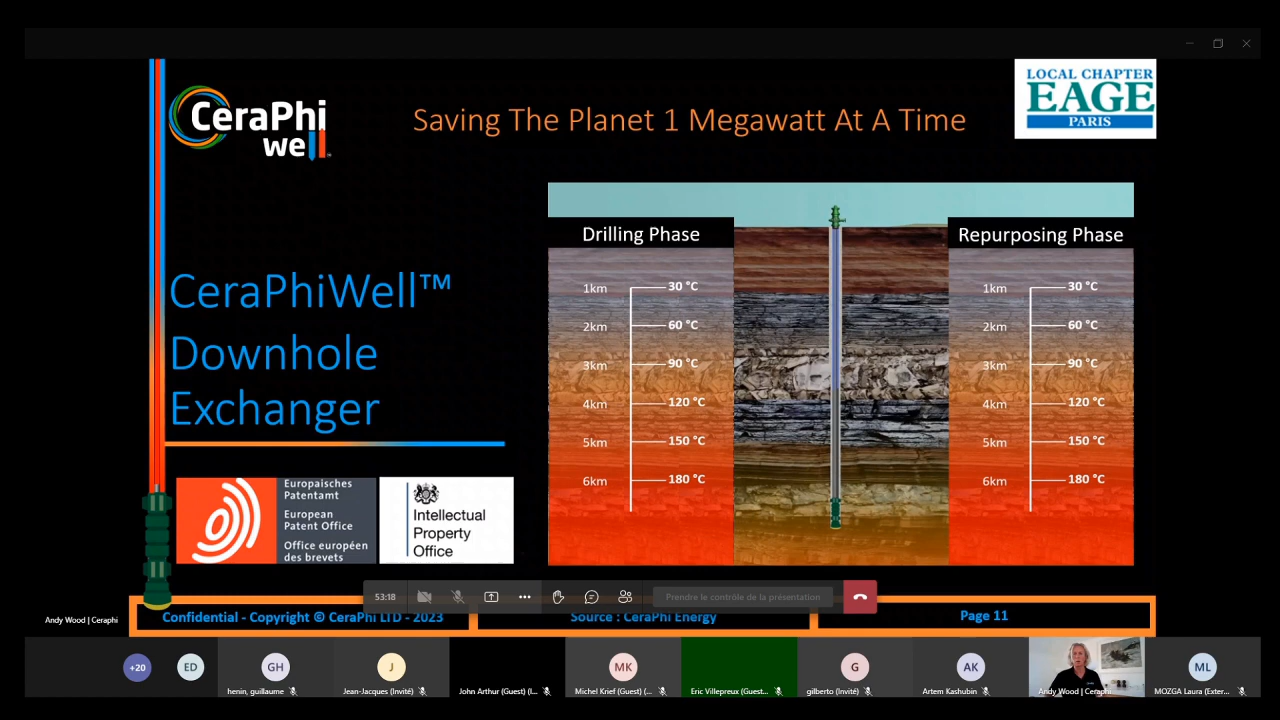 CeraPhi
well™
Saving The Planet 1 Megawatt At A Time
LOCAL CHAPTER
EAGE
PARIS
CeraPhiWell™
Downhole
Exchanger
Drilling Phase
1km 30 °C
2km 60 °C
3km 90 °C
4km 120 °C
5km 150 °C
6km 180 °C
Repurposing Phase
1km 30 °C
2km 60 °C
3km 90 °C
4km 120 °C
5km 150 °C
6km 180 °C
Europaisches
Patentamt
European
Patent Office
Office européen
des brevets
Intellectual
Property
Office
53:18
Prendre le contrôle de la présentation
Andy Wood | Ceraphi
Confidential - Copyright © CeraPhi LTD - 2023
Source : CeraPhi Energy
Page 11
+20
ED
GH
henin, guillaume
J
Jean-Jacques (Invité)
John Arthur (Guest) (I...
MK
Michel Krief (Guest) (...
Eric Villepreux (Guest...
G
gilberto (Invité)
AK
Artem Kashubin
Andy Wood | Ceraphi
ML
MOZGA Laura (Exter...